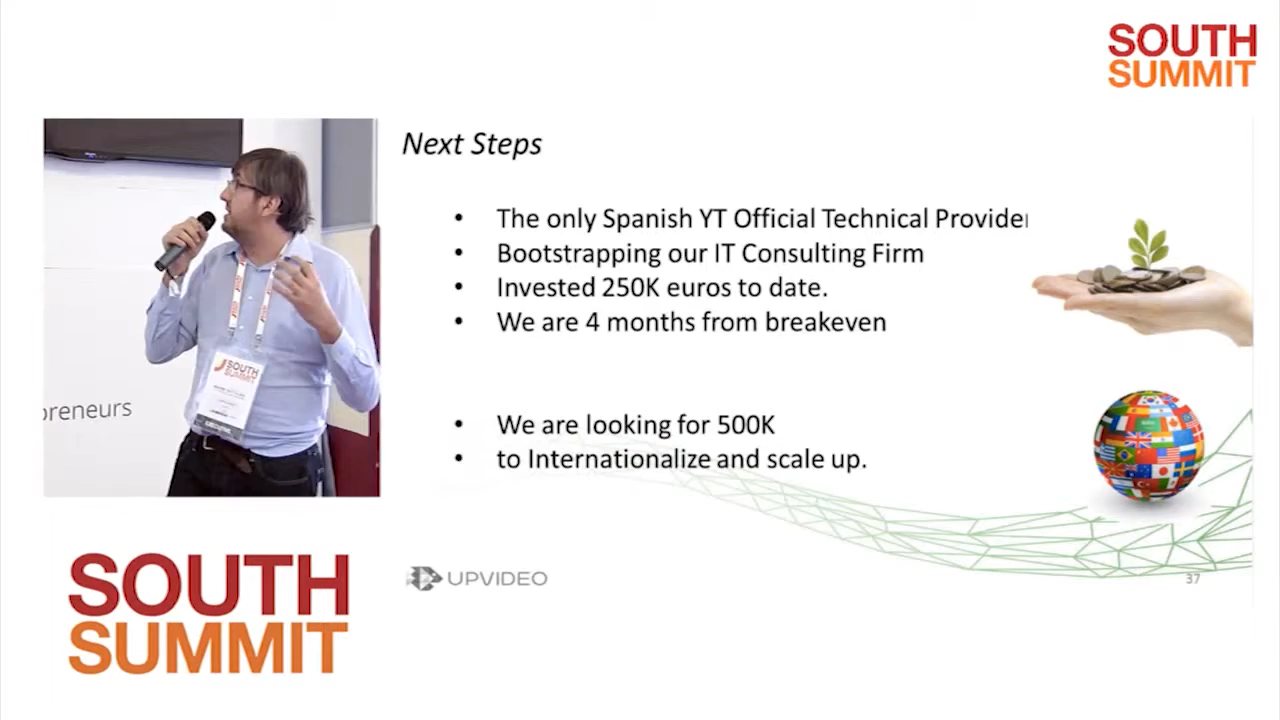 SOUTH
SUMMIT
Next Steps
• The only Spanish YT Official Technical Provider
• Bootstrapping our IT Consulting Firm
• Invested 250K euros to date.
• We are 4 months from breakeven
• We are looking for 500K
• to Internationalize and scale up.
preneurs
SOUTH
SUMMIT
SOUTH
SUMMIT
UPVIDEO
37